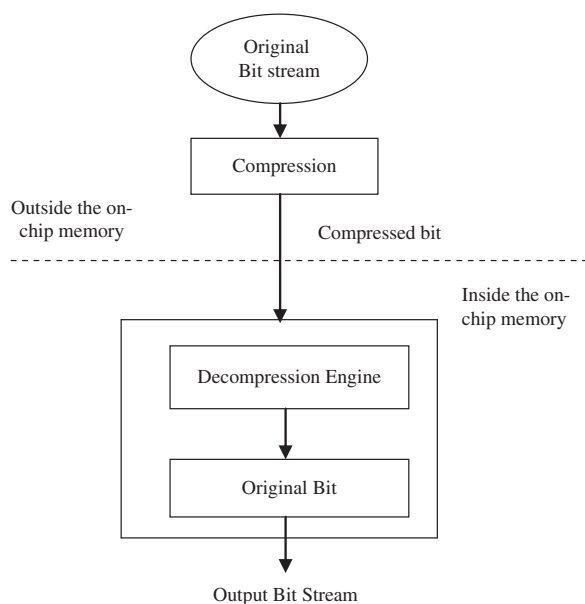 Original
Bit stream
Compression
Outside the on-
chip memory
Compressed bit
Inside the on-
chip memory
Decompression Engine
Original Bit
Output Bit Stream